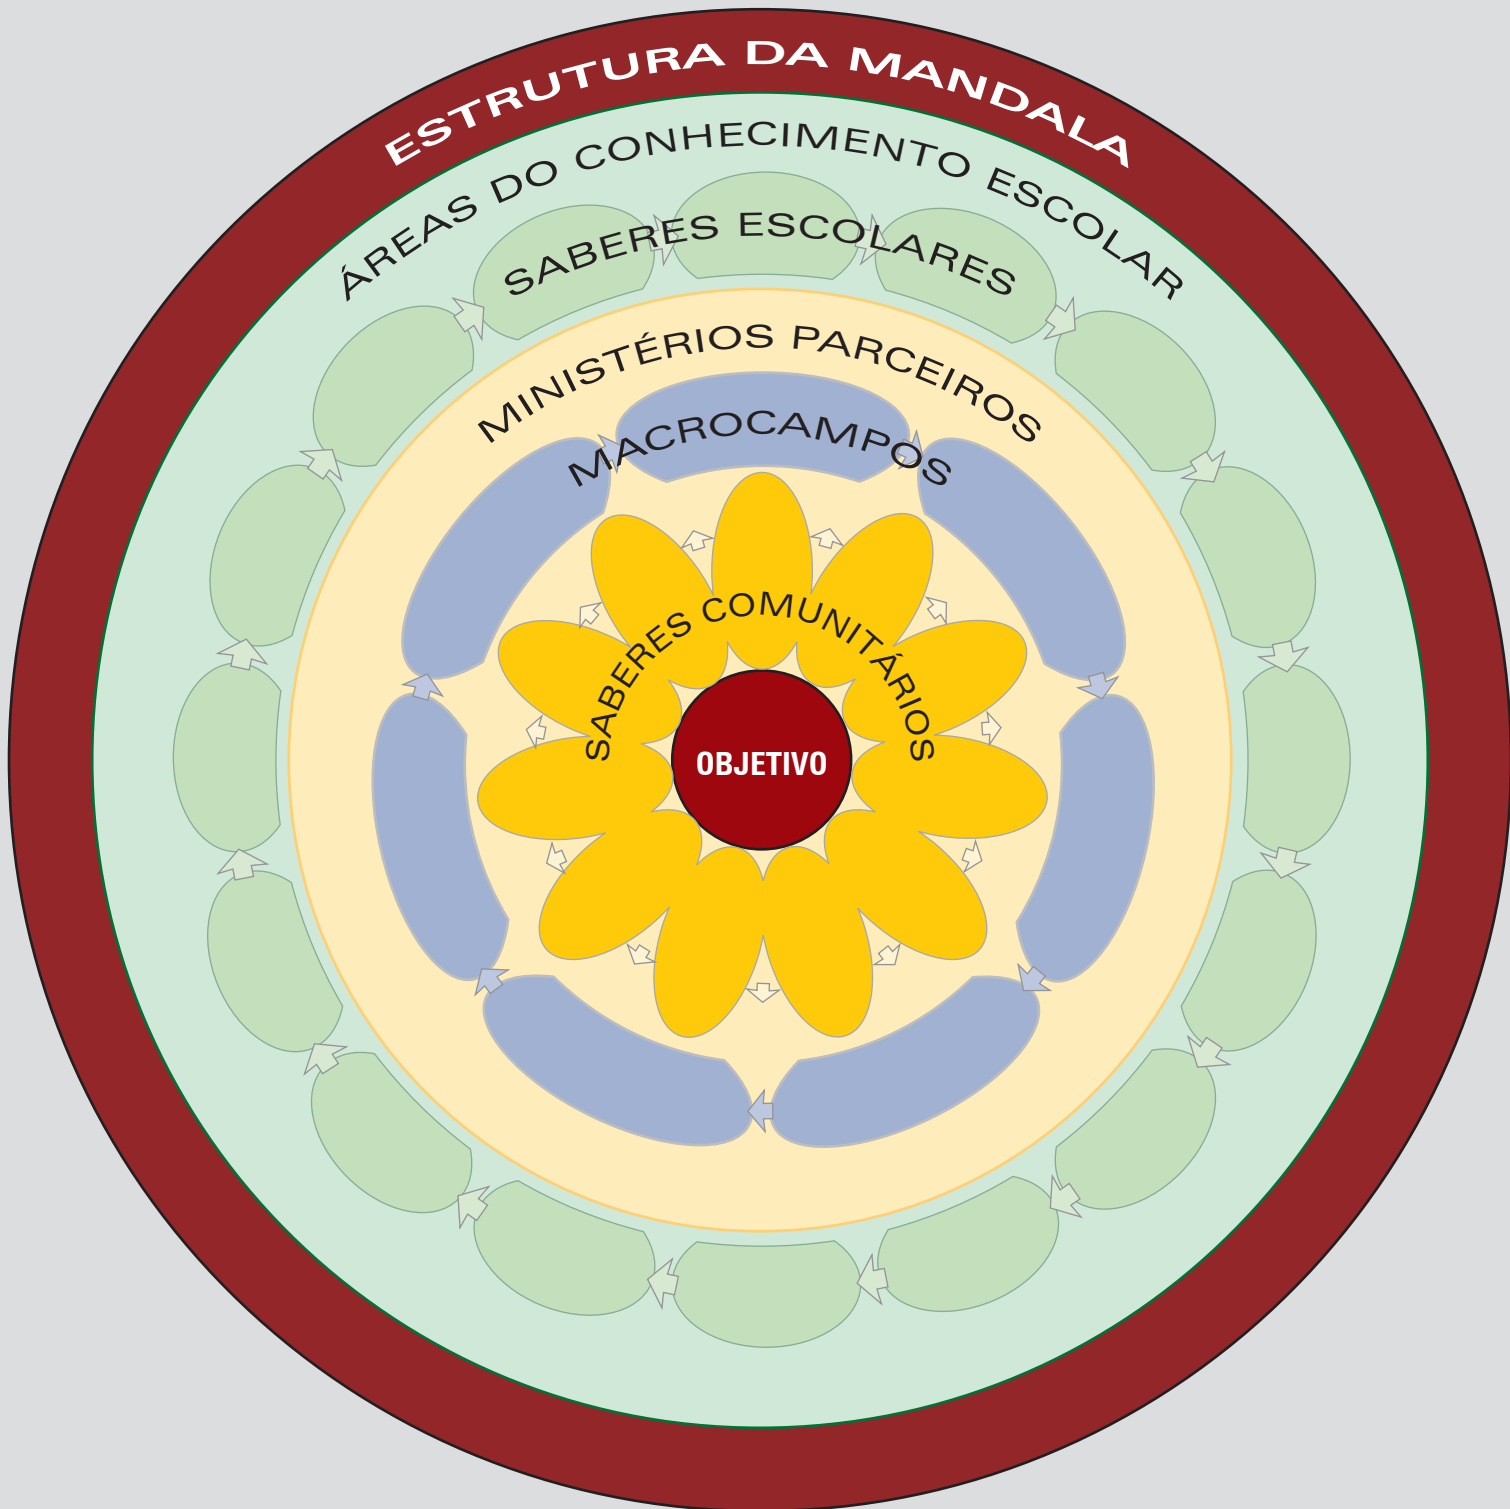 ESTRUTURA DA MANDALA
ÁREAS DO CONHECIMENTO ESCOLAR
SABERES ESCOLARES
MINISTÉRIOS PARCEIROS
MACROCAMPOS
SABERES COMUNITÁRIOS
OBJETIVO